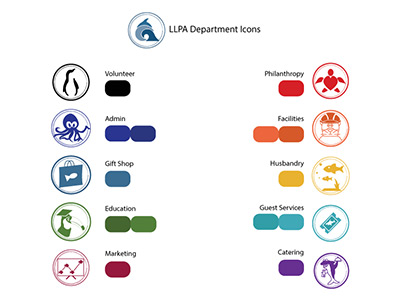 LLPA Department Icons
Volunteer
Philanthropy
Admin
Facilities
Gift Shop
Husbandry
Education
Guest Services
Marketing
Catering